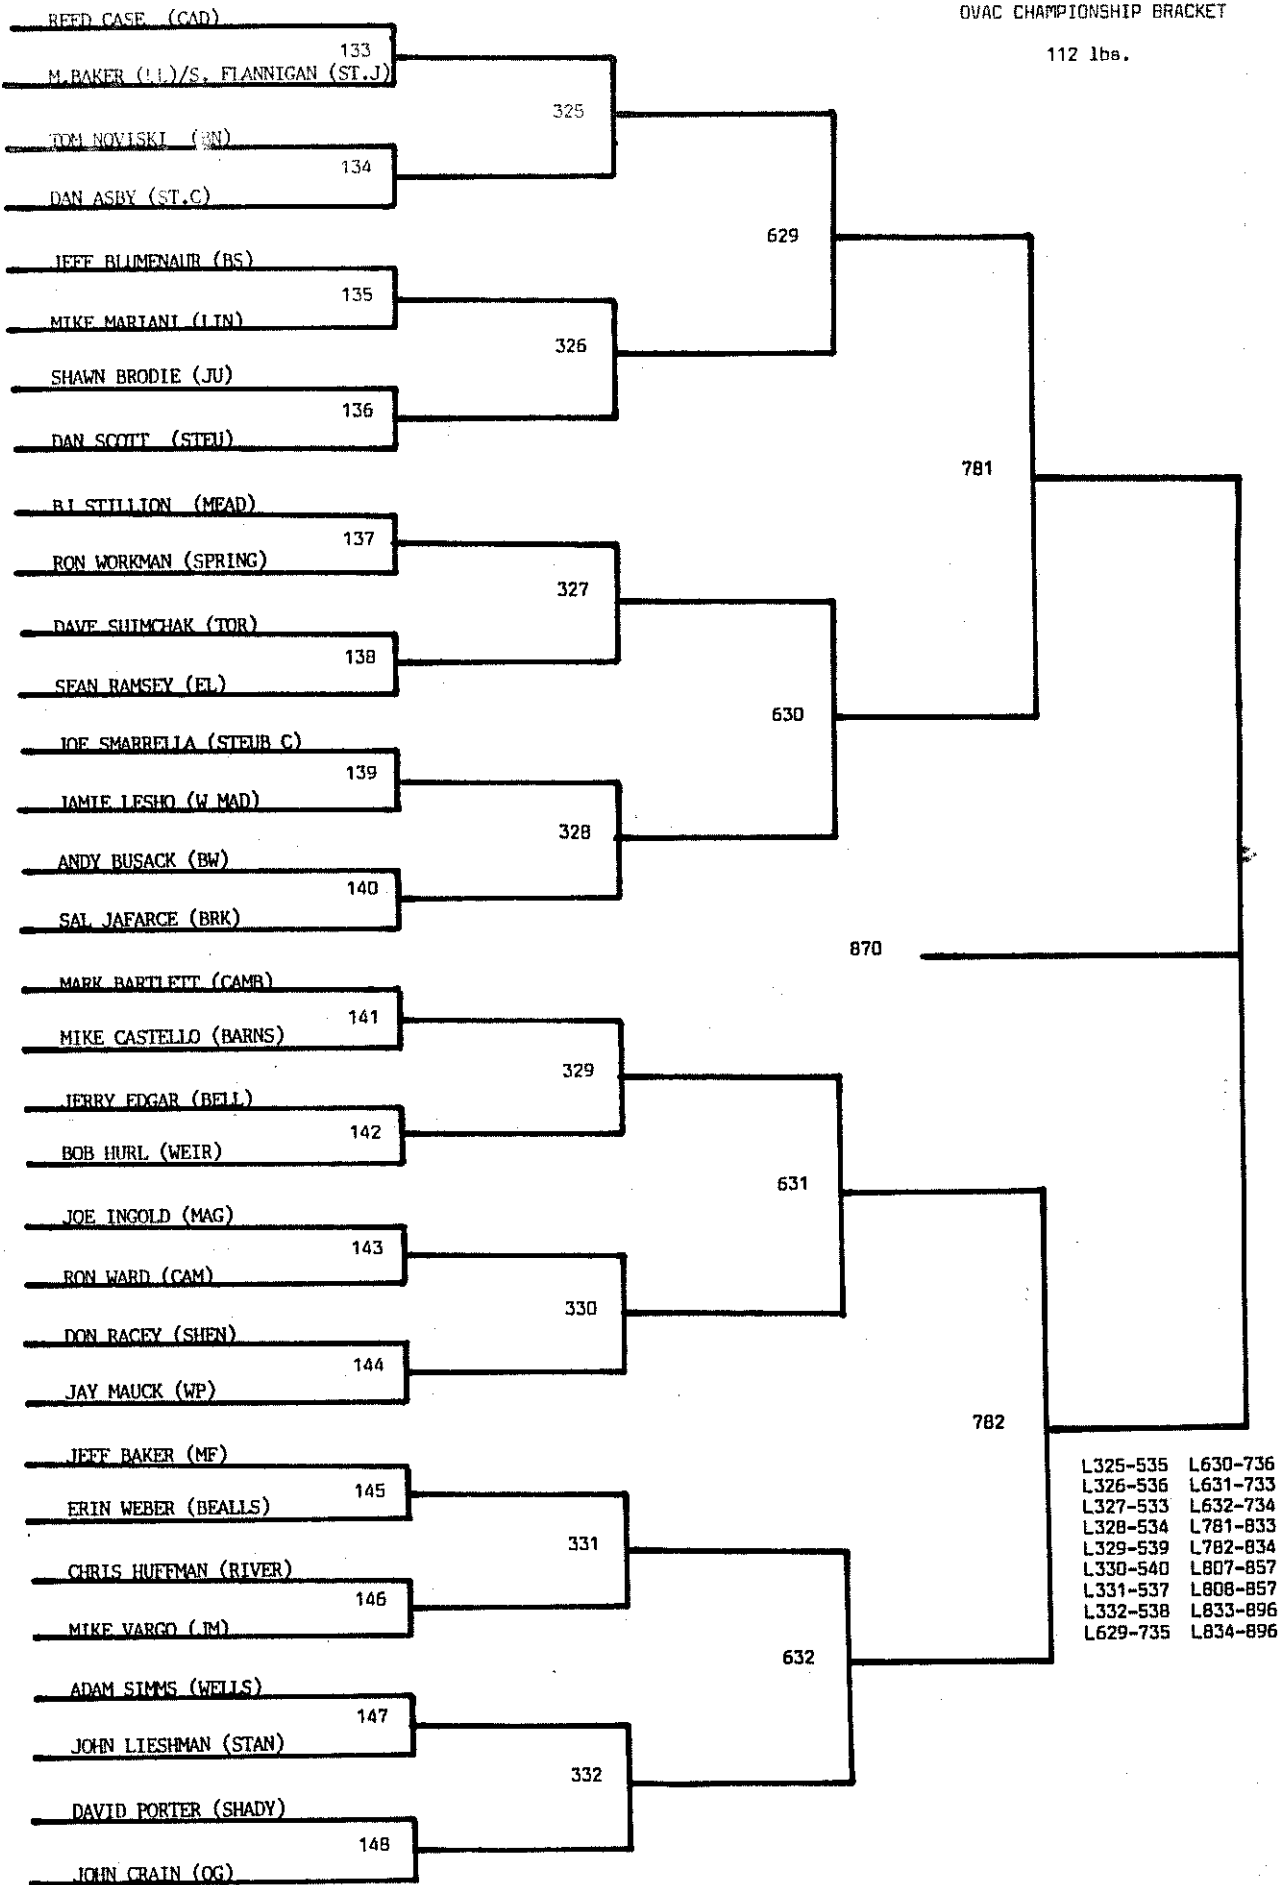 OVAC CHAMPIONSHIP BRACKET
112 lbs.
REED CASE (CAD)
133
M.BAKER /S. FLANNIGAN (ST.J)
325
TOM NOVISKI (BN)
134
DAN ASBY (ST.C)
629
JEFF BLUMENAUR (BS)
135
MIKE MARIANI (LIN)
326
SHAWN BRODIE (JU)
136
DAN SCOTT (STEU)
781
BJ STILLION (MEAD)
137
RON WORKMAN (SPRING)
327
DAVE SHIMCHAK (TOR)
138
SEAN RAMSEY (EL)
630
JOE SMARRELLA (STEUB C)
139
JAMIE LESHO (W MAD)
328
ANDY BUSACK (BW)
140
SAL JAFARCE (BRK)
870
MARK BARTLETT (CAMB)
141
MIKE CASTELLO (BARNS)
329
JERRY EDGAR (BELL)
142
BOB HURL (WEIR)
631
JOE INGOLD (MAG)
143
RON WARD (CAM)
330
DON RACEY (SHEN)
144
JAY MAUCK (WP)
782
JEFF BAKER (MF)
145
ERIN WEBER (BEALLS)
331
CHRIS HUFFMAN (RIVER)
146
MIKE VARGO (JM)
632
ADAM SIMMS (WELLS)
147
JOHN LIESHMAN (STAN)
332
DAVID PORTER (SHADY)
148
JOHN CRAIN (OG)
L325-535 L630-736
L326-536 L631-733
L327-533 L632-734
L328-534 L781-833
L329-539 L782-834
L330-540 L807-857
L331-537 L808-857
L332-538 L833-896
L629-735 L834-896